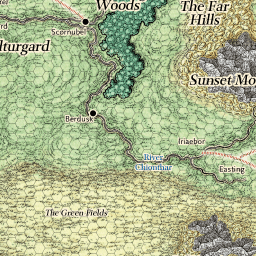 Woods
The Far
Hills
Scornubel
lturgard
Sunset Mo
Berdusk
Iriaebor
River
Chionthar
Easting
The Green Fields